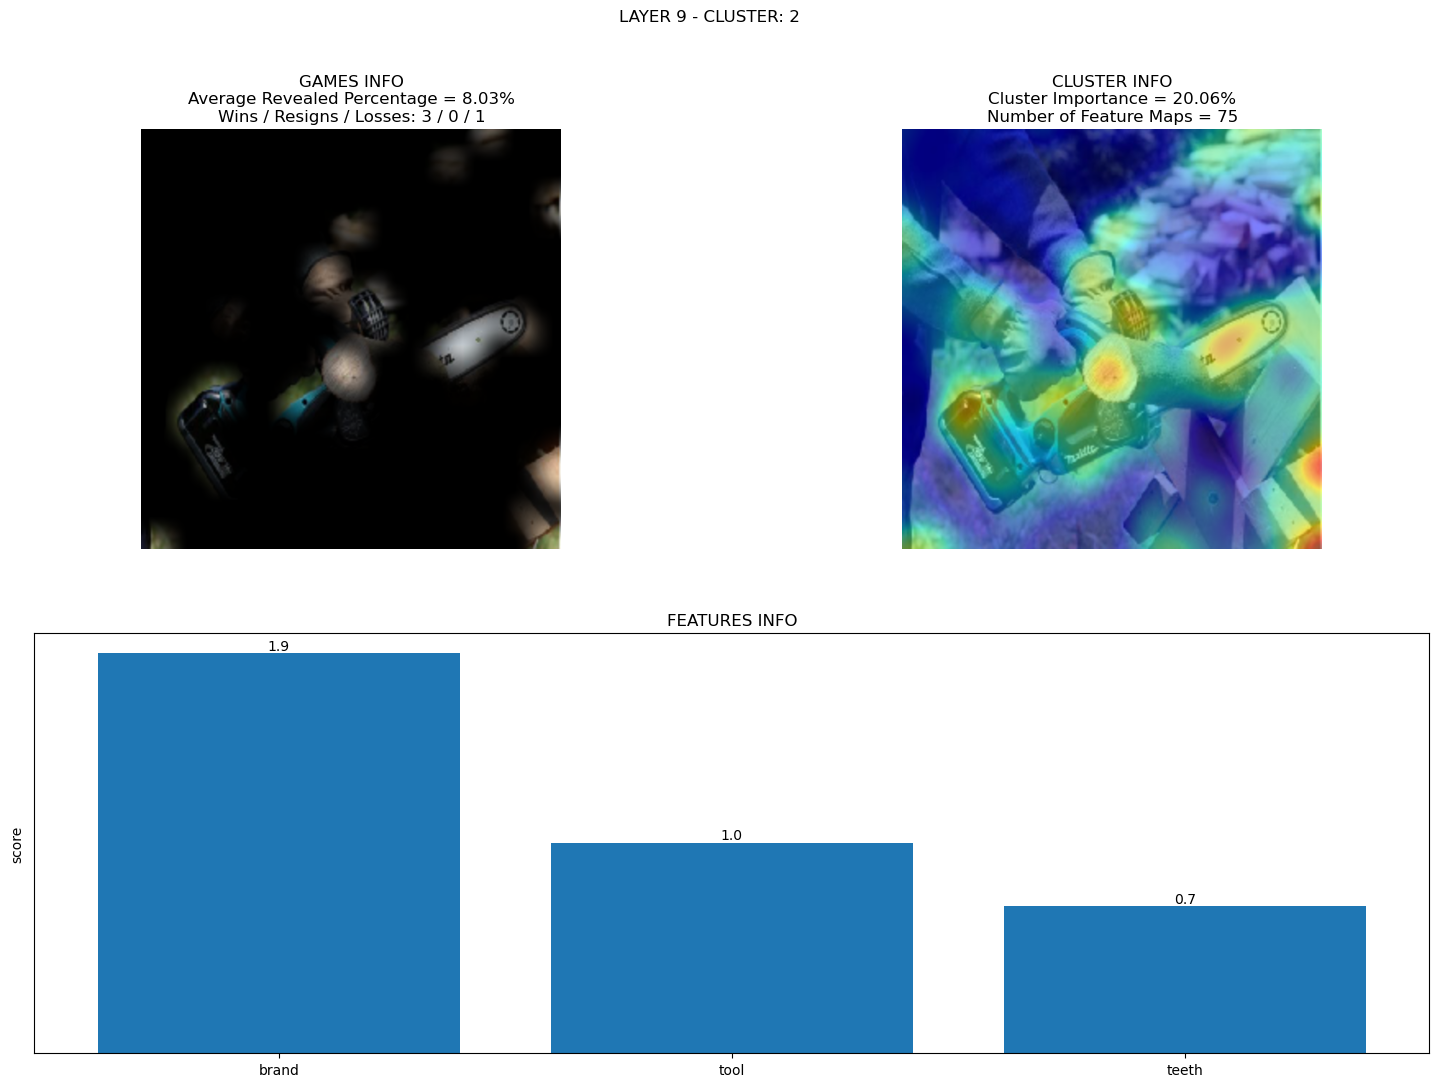 LAYER 9 - CLUSTER: 2
GAMES INFO
Average Revealed Percentage = 8.03%
Wins / Resigns / Losses: 3 / 0 / 1
CLUSTER INFO
Cluster Importance = 20.06%
Number of Feature Maps = 75
makita
FEATURES INFO
score
1.9
1.0
0.7
brand
tool
teeth